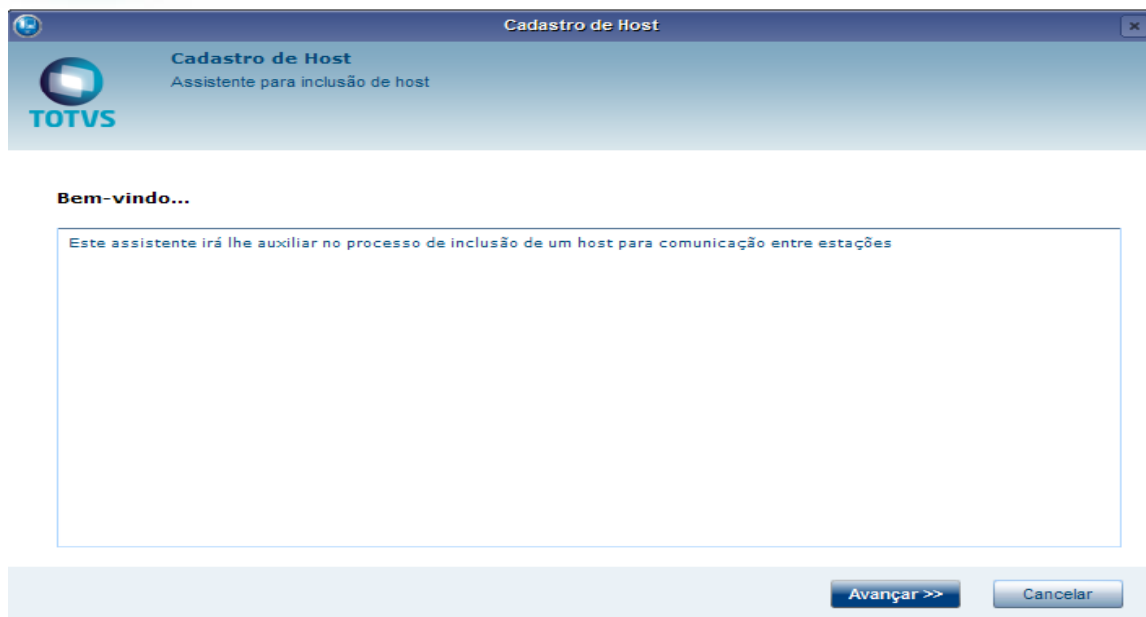 Cadastro de Host
Cadastro de Host
Assistente para inclusão de host
TOTVS
Bem-vindo...
Este assistente irá lhe auxiliar no processo de inclusão de um host para comunicação entre estações
Avançar >> Cancelar